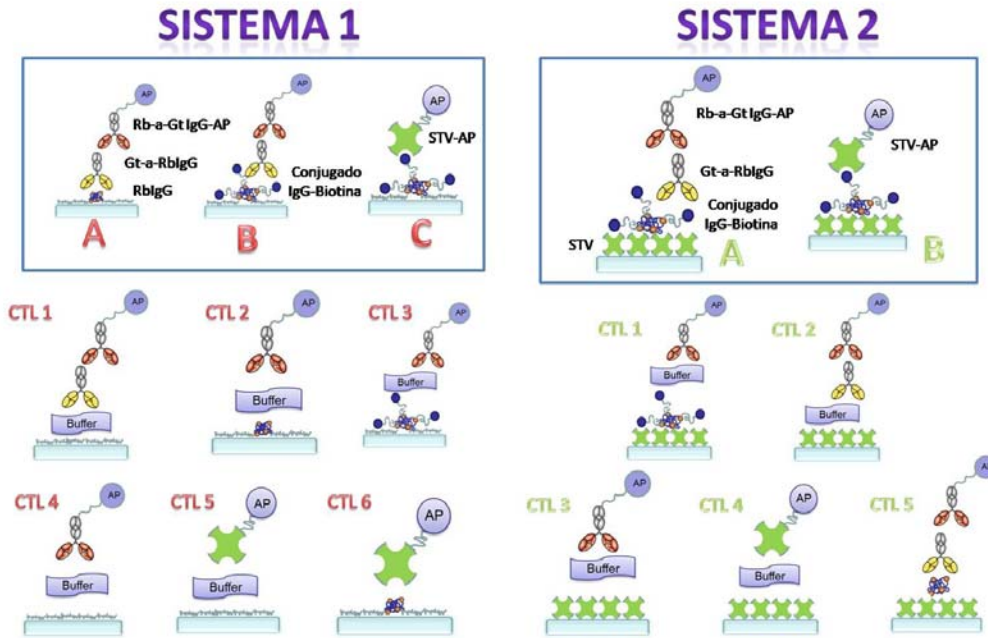 SISTEMA 1
AP
Rb-a-Gt IgG-AP
Gt-a-RbIgG
RbIgG
A
AP
Conjugado
IgG-Biotina
B
AP
STV-AP
C
CTL 1
AP
Buffer
CTL 2
AP
Buffer
CTL 3
AP
Buffer
CTL 4
AP
Buffer
CTL 5
AP
Buffer
CTL 6
AP
SISTEMA 2
AP
Rb-a-Gt IgG-AP
Gt-a-RbIgG
Conjugado
IgG-Biotina
STV
A
AP
STV-AP
B
CTL 1
AP
Buffer
CTL 2
AP
Buffer
CTL 3
AP
Buffer
CTL 4
AP
Buffer
CTL 5
AP